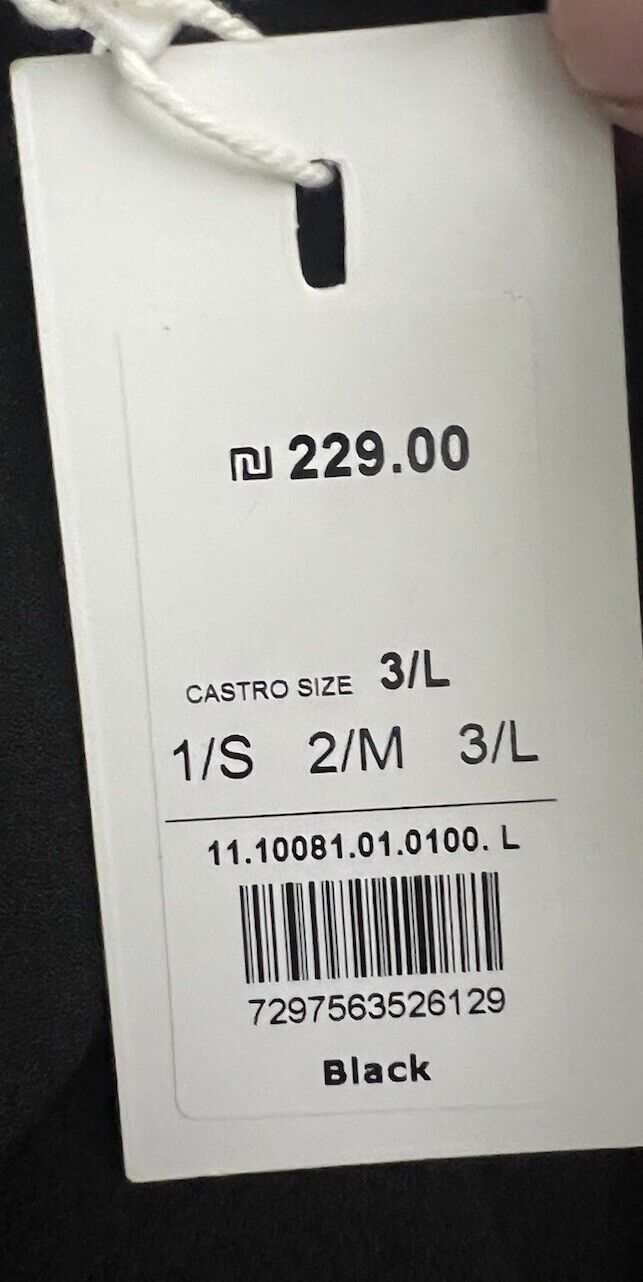 ₪ 229.00
CASTRO SIZE 3/L
1/S 2/M 3/L
11.10081.01.0100. L
7297563526129
Black